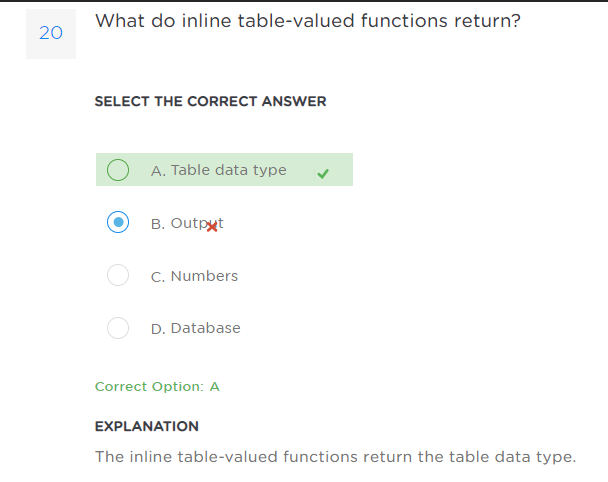 20
What do inline table-valued functions return?
SELECT THE CORRECT ANSWER
A. Table data type
B. Output
C. Numbers
D. Database
Correct Option: A
EXPLANATION
The inline table-valued functions return the table data type.